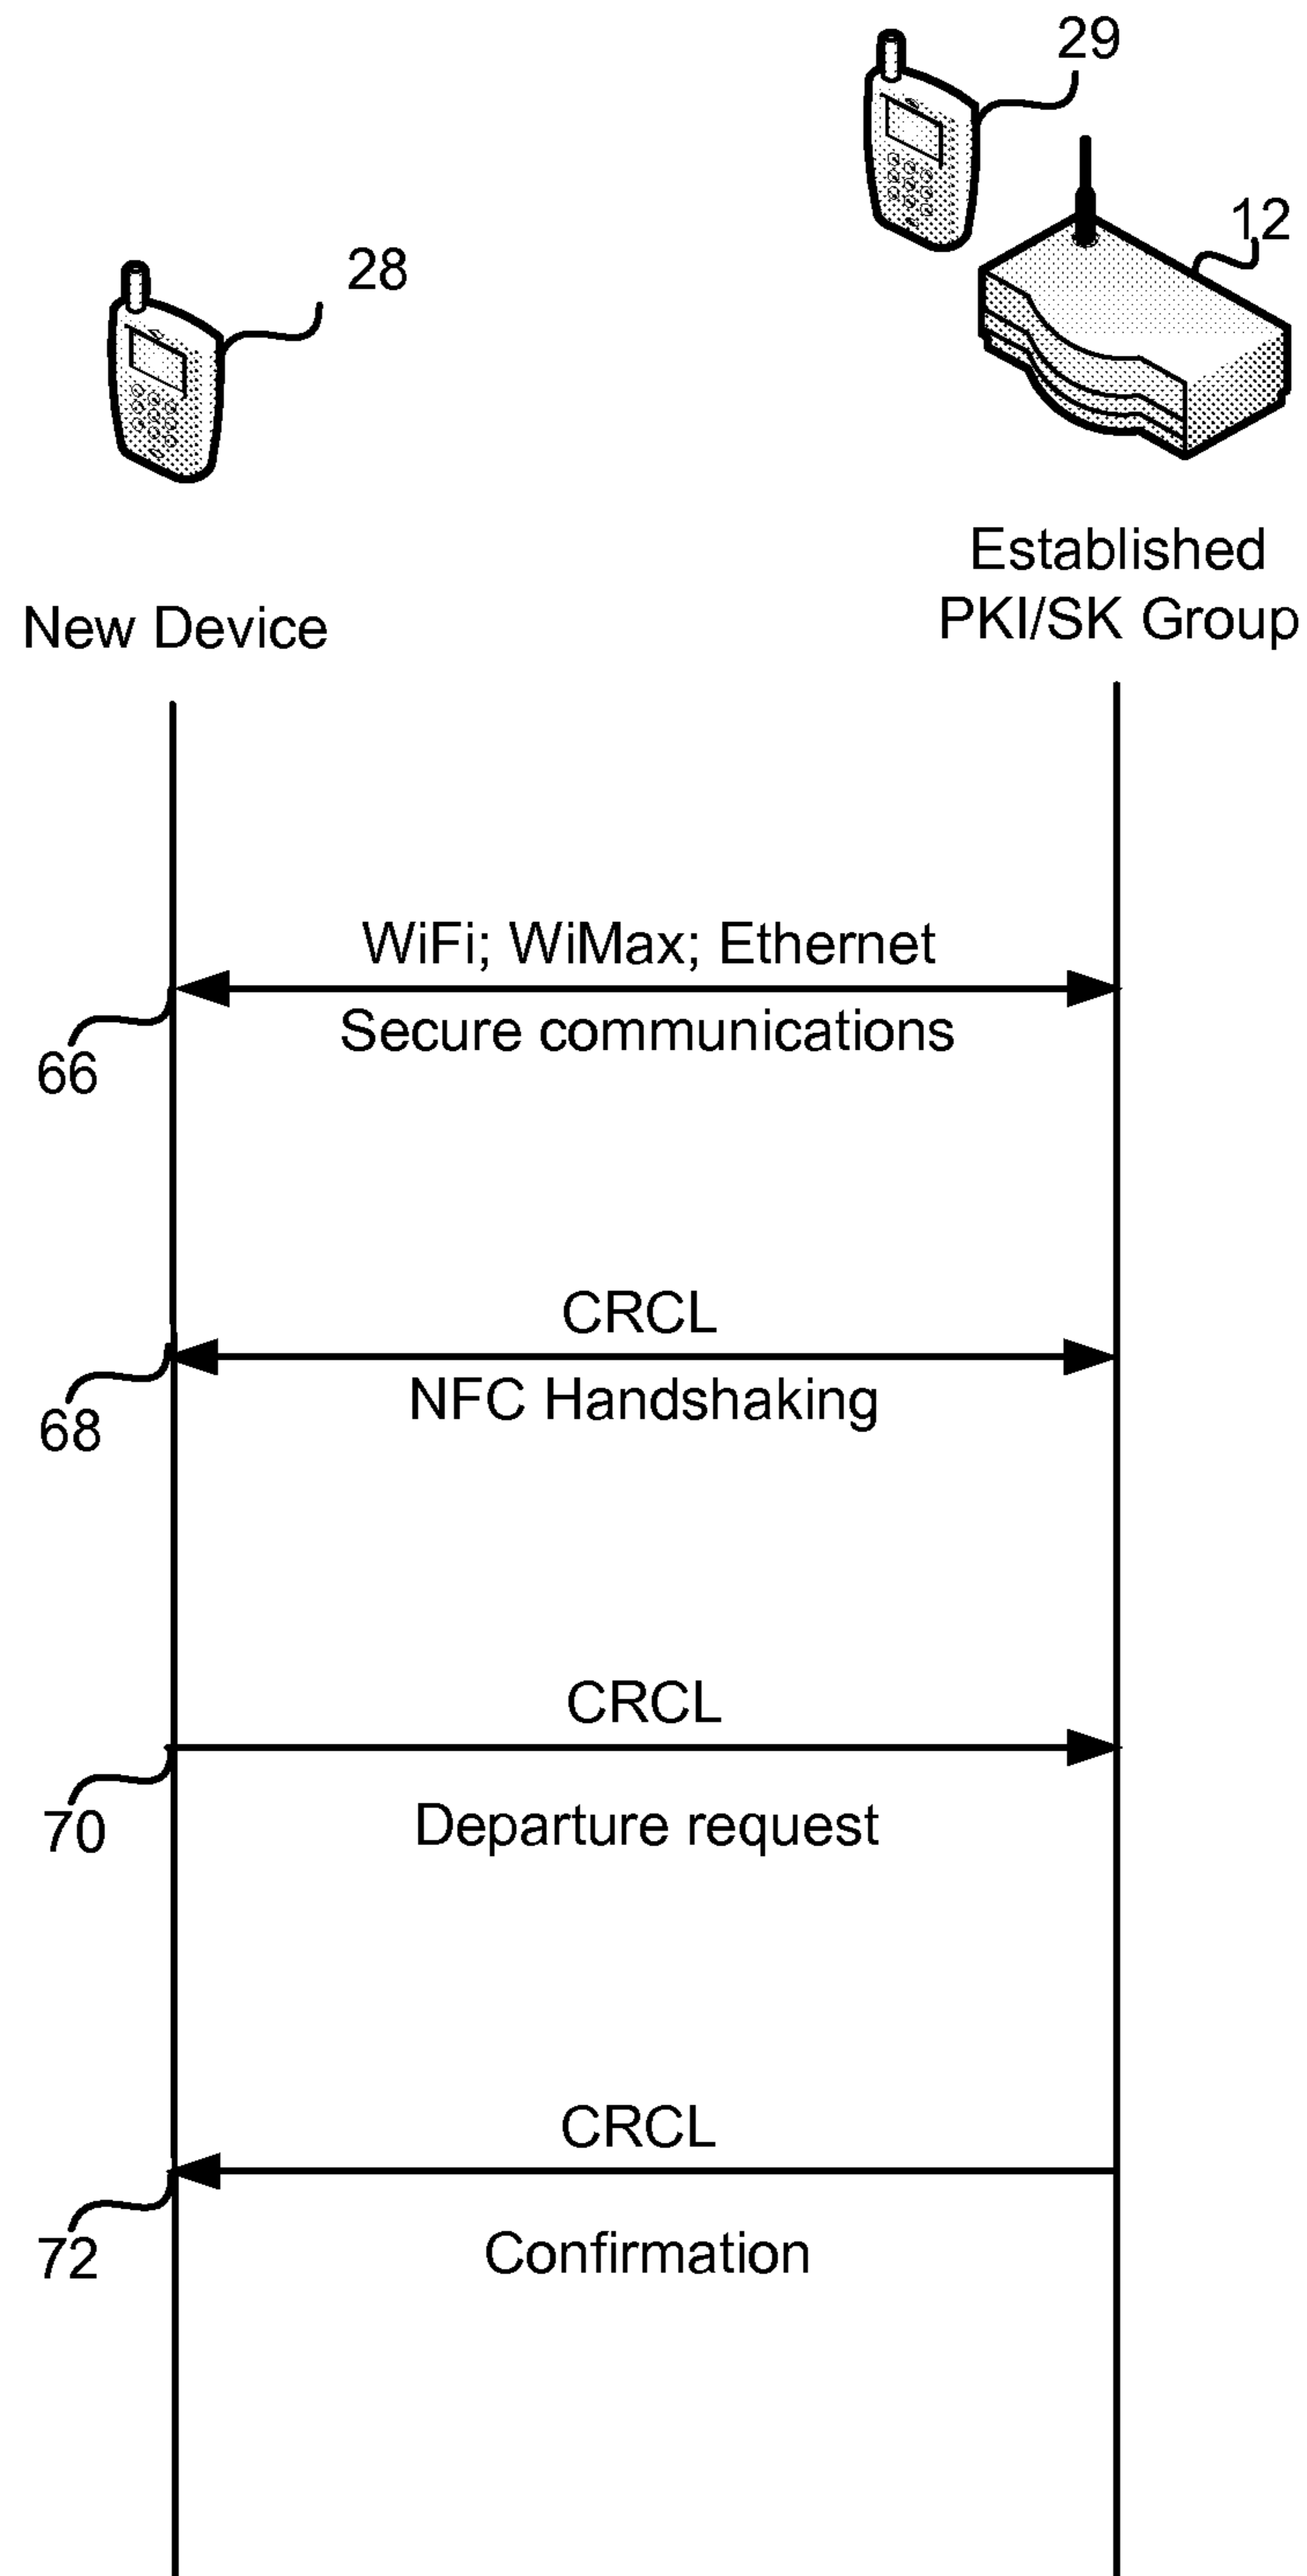 29
12
28
Established
PKI/SK Group
New Device
WiFi; WiMax; Ethernet
Secure communications
66
CRCL
NFC Handshaking
68
CRCL
70
Departure request
CRCL
72
Confirmation